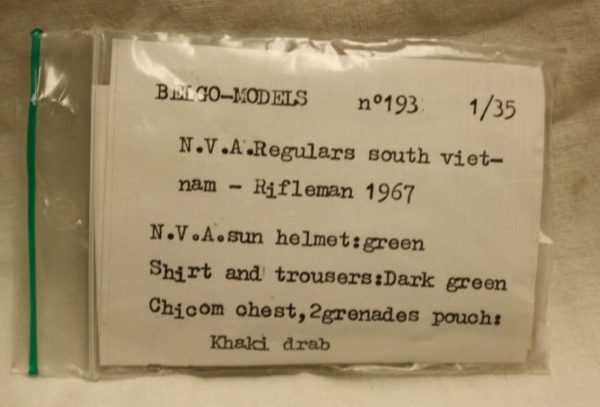 BELGO-MODELS n°193 1/35
N.V.A.Regulars south viet-
nam - Rifleman 1967
N.V.A.sun helmet:green
Shirt and trousers:Dark green
Chicom chest,2grenades pouch:
Khaki drab